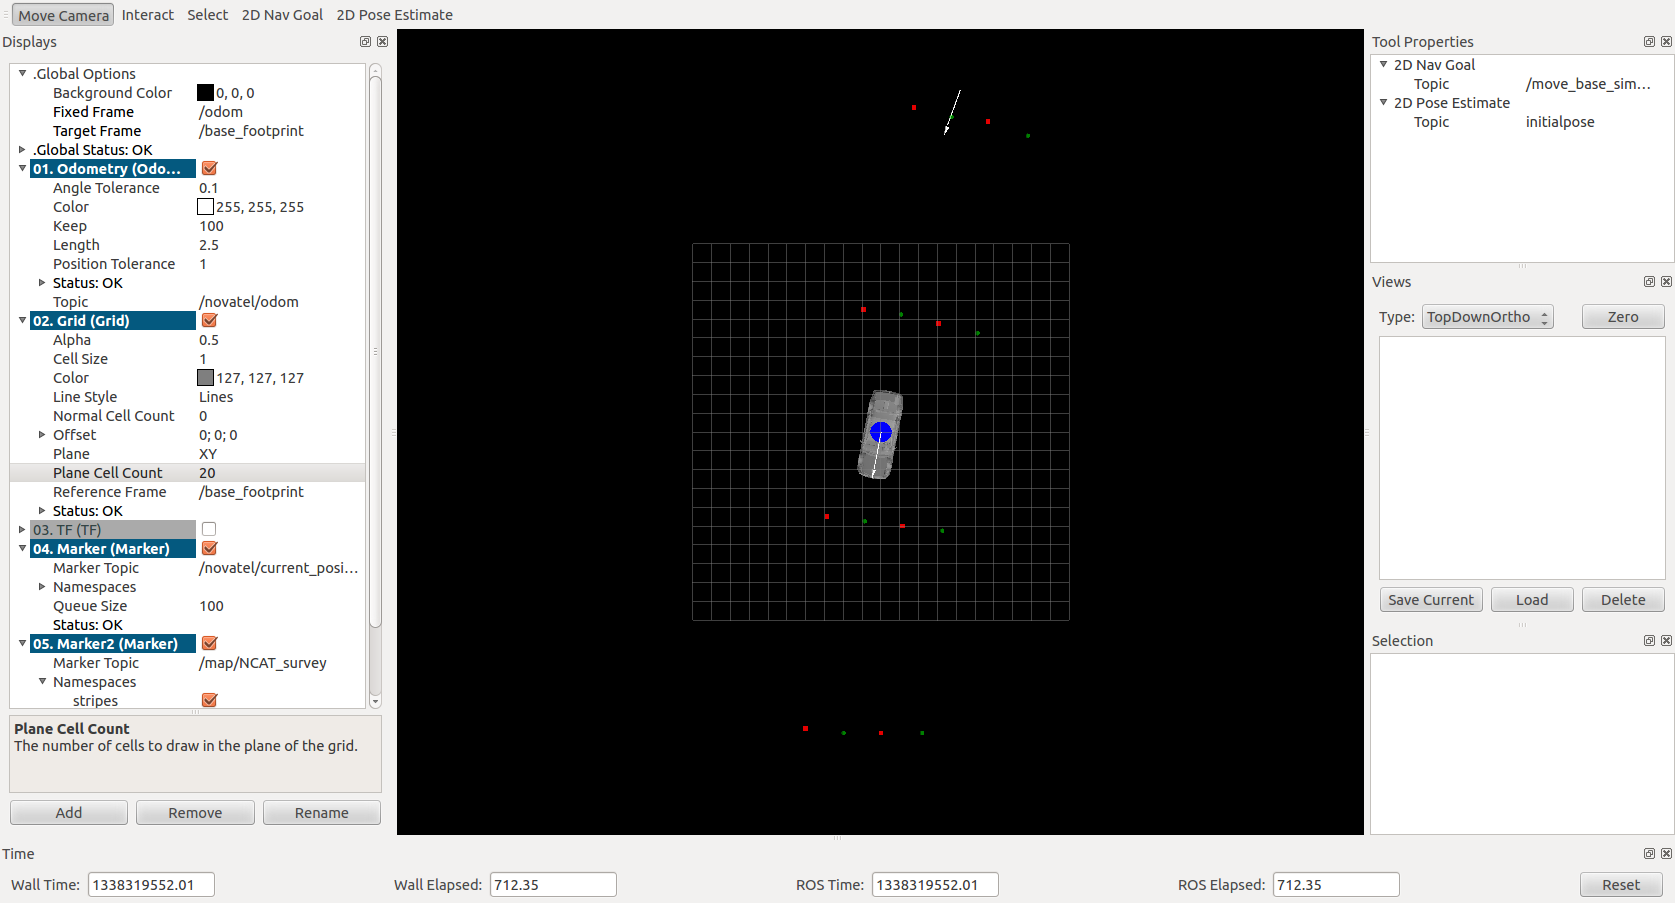 Move Camera Interact Select 2D Nav Goal 2D Pose Estimate
Displays
.Global Options
Background Color 0, 0, 0
Fixed Frame /odom
Target Frame /base_footprint
.Global Status: OK
01. Odometry (Odo...
Angle Tolerance 0.1
Color 255, 255, 255
Keep 100
Length 2.5
Position Tolerance 1
Status: OK
Topic /novatel/odom
02. Grid (Grid)
Alpha 0.5
Cell Size 1
Color 127, 127, 127
Line Style Lines
Normal Cell Count 0
Offset 0; 0; 0
Plane XY
Plane Cell Count 20
Reference Frame /base_footprint
Status: OK
03. TF (TF)
04. Marker (Marker)
Marker Topic /novatel/current_posi...
Namespaces
Queue Size 100
Status: OK
05. Marker2 (Marker)
Marker Topic /map/NCAT_survey
Namespaces
stripes
Plane Cell Count
The number of cells to draw in the plane of the grid.
Add Remove Rename
Tool Properties
2D Nav Goal
Topic /move_base_sim...
2D Pose Estimate
Topic initialpose
Views
Type: TopDownOrtho Zero
Save Current Load Delete
Selection
Time
Wall Time: 1338319552.01 Wall Elapsed: 712.35 ROS Time: 1338319552.01 ROS Elapsed: 712.35 Reset